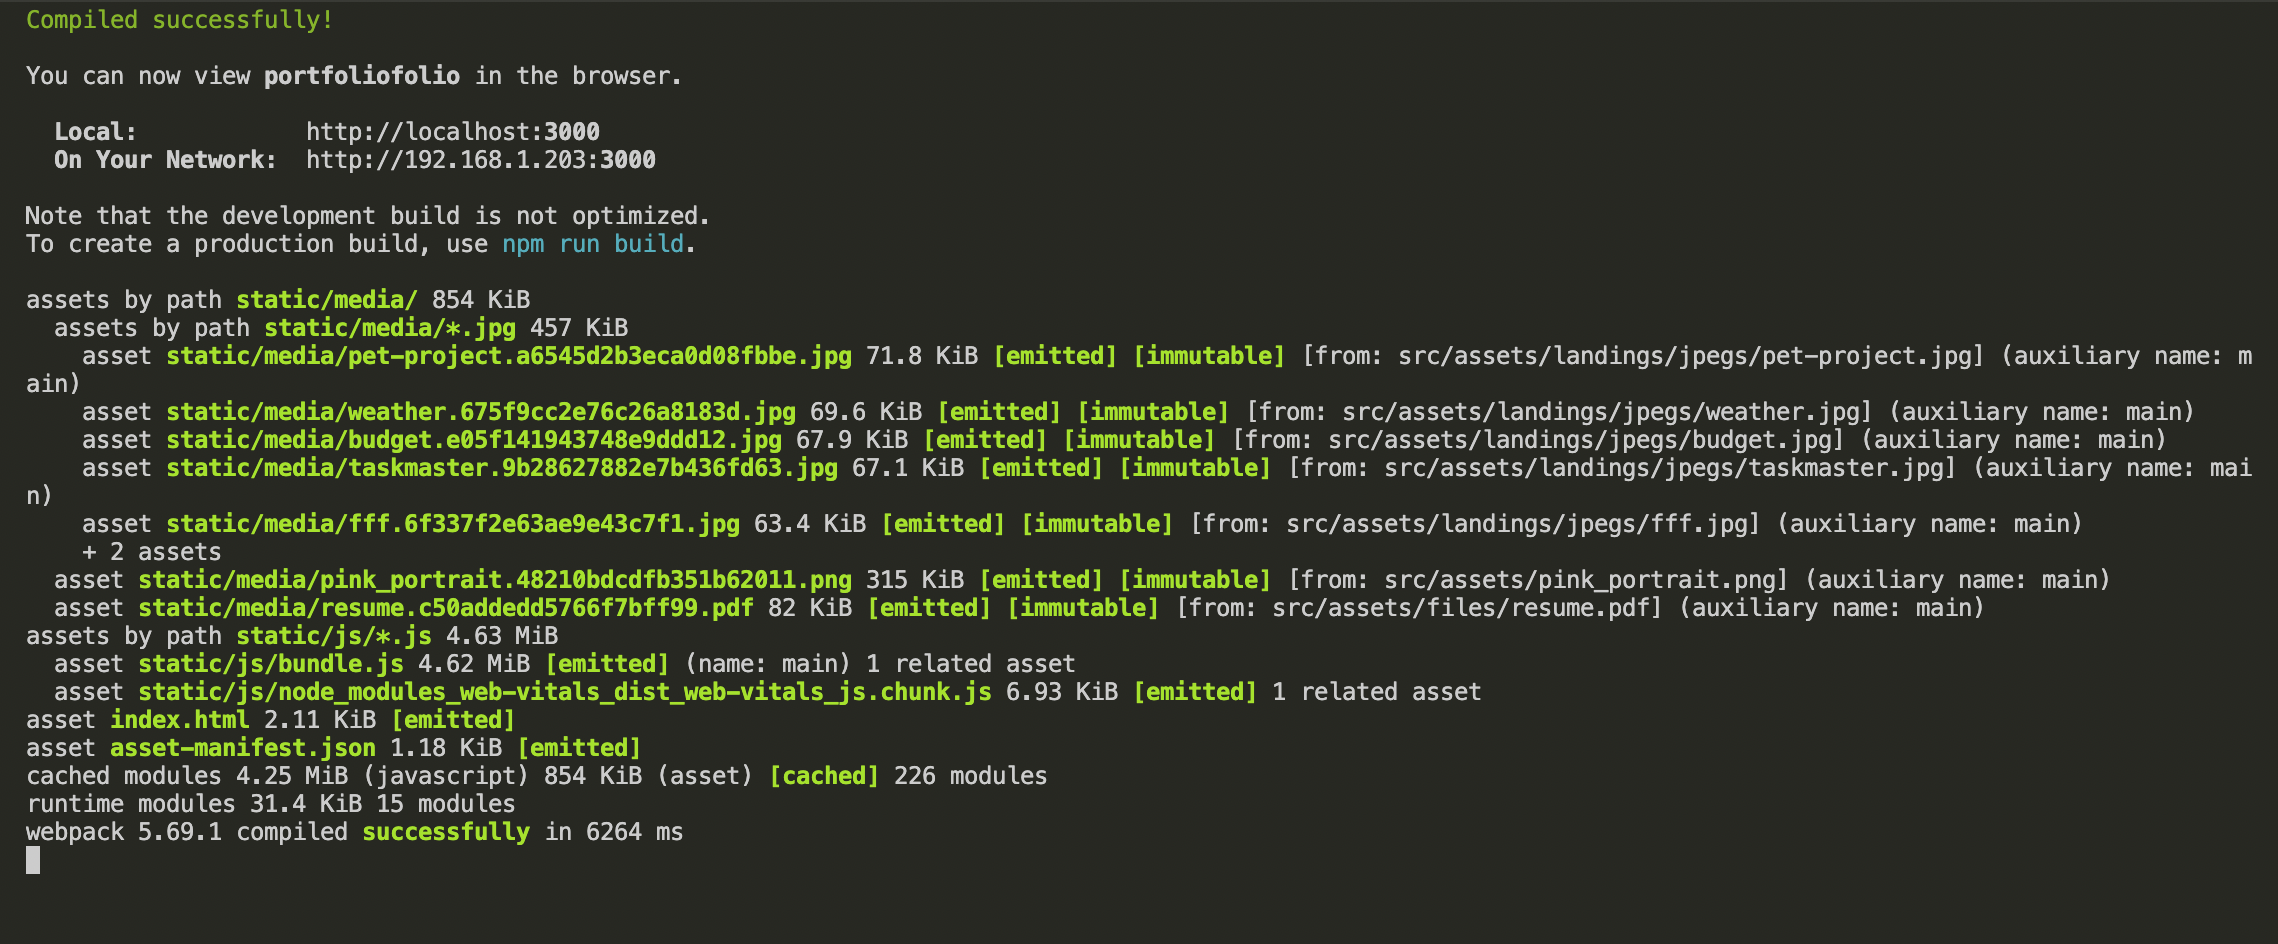 Compiled successfully!
You can now view portfoliofolio in the browser.
Local: http://localhost:3000
On Your Network: http://192.168.1.203:3000
Note that the development build is not optimized.
To create a production build, use npm run build.
assets by path static/media/ 854 KiB
assets by path static/media/*.jpg 457 KiB
asset static/media/pet-project.a6545d2b3eca0d08fbbe.jpg 71.8 KiB [emitted] [immutable] [from: src/assets/landings/jpegs/pet-project.jpg] (auxiliary name: m
ain)
asset static/media/weather.675f9cc2e76c26a8183d.jpg 69.6 KiB [emitted] [immutable] [from: src/assets/landings/jpegs/weather.jpg] (auxiliary name: main)
asset static/media/budget.e05f141943748e9ddd12.jpg 67.9 KiB [emitted] [immutable] [from: src/assets/landings/jpegs/budget.jpg] (auxiliary name: main)
asset static/media/taskmaster.9b28627882e7b436fd63.jpg 67.1 KiB [emitted] [immutable] [from: src/assets/landings/jpegs/taskmaster.jpg] (auxiliary name: mai
n)
asset static/media/fff.6f337f2e63ae9e43c7f1.jpg 63.4 KiB [emitted] [immutable] [from: src/assets/landings/jpegs/fff.jpg] (auxiliary name: main)
+ 2 assets
asset static/media/pink_portrait.48210bdcdfb351b62011.png 315 KiB [emitted] [immutable] [from: src/assets/pink_portrait.png] (auxiliary name: main)
asset static/media/resume.c50addedd5766f7bff99.pdf 82 KiB [emitted] [immutable] [from: src/assets/files/resume.pdf] (auxiliary name: main)
assets by path static/js/*.js 4.63 MiB
asset static/js/bundle.js 4.62 MiB [emitted] (name: main) 1 related asset
asset static/js/node_modules_web-vitals_dist_web-vitals_js.chunk.js 6.93 KiB [emitted] 1 related asset
asset index.html 2.11 KiB [emitted]
asset asset-manifest.json 1.18 KiB [emitted]
cached modules 4.25 MiB (javascript) 854 KiB (asset) [cached] 226 modules
runtime modules 31.4 KiB 15 modules
webpack 5.69.1 compiled successfully in 6264 ms